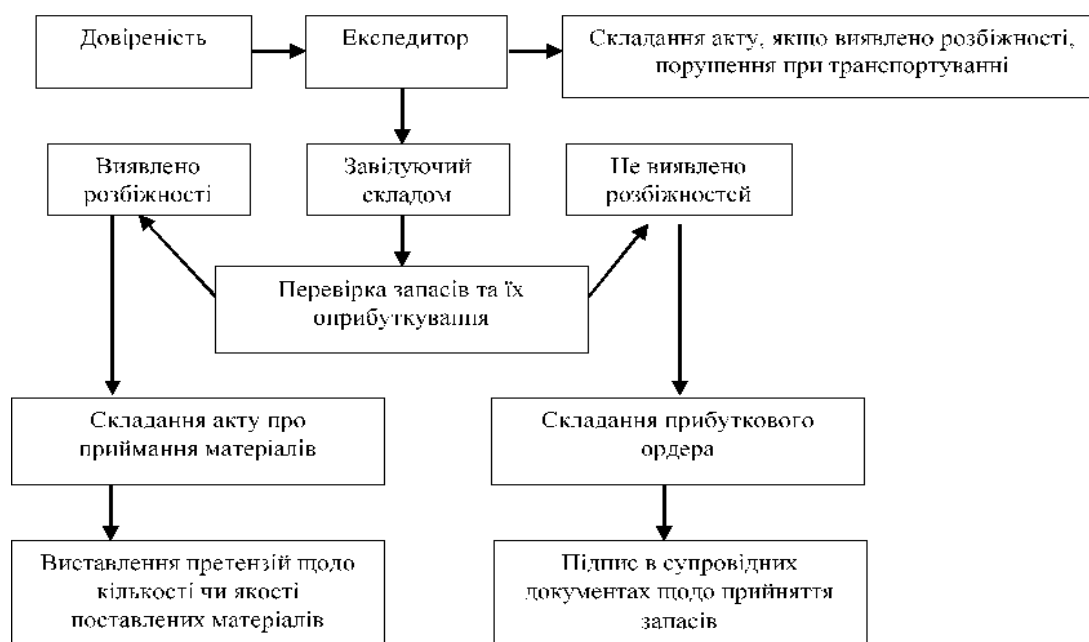 Довіреність
Експедитор
Складання акту, якщо виявлено розбіжності,
порушення при транспортуванні
Виявлено
розбіжності
Завідуючий
складом
Не виявлено
розбіжностей
Перевірка запасів та їх
оприбуткування
Складання акту про
приймання матеріалів
Складання прибуткового
ордера
Виставлення претензій щодо
кількості чи якості
поставлених матеріалів
Підпис в супровідних
документах щодо прийняття
запасів